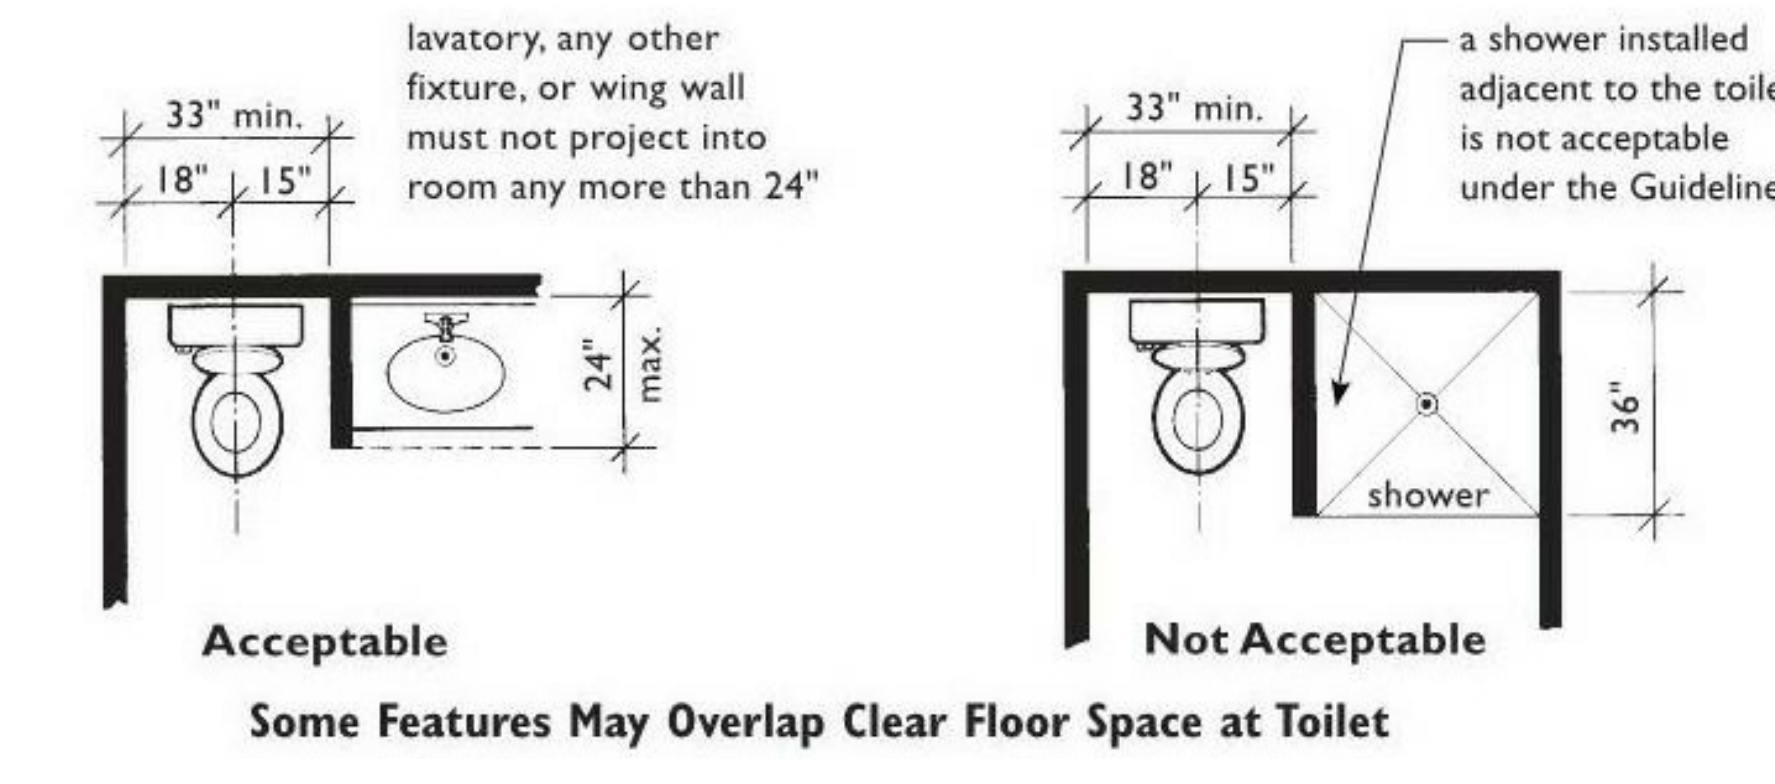 lavatory, any other
fixture, or wing wall
must not project into
room any more than 24"
33" min.
18" 15"
24"
max.
Acceptable
a shower installed
adjacent to the toile
is not acceptable
under the Guideline
33" min.
18" 15"
36"
shower
Not Acceptable
Some Features May Overlap Clear Floor Space at Toilet